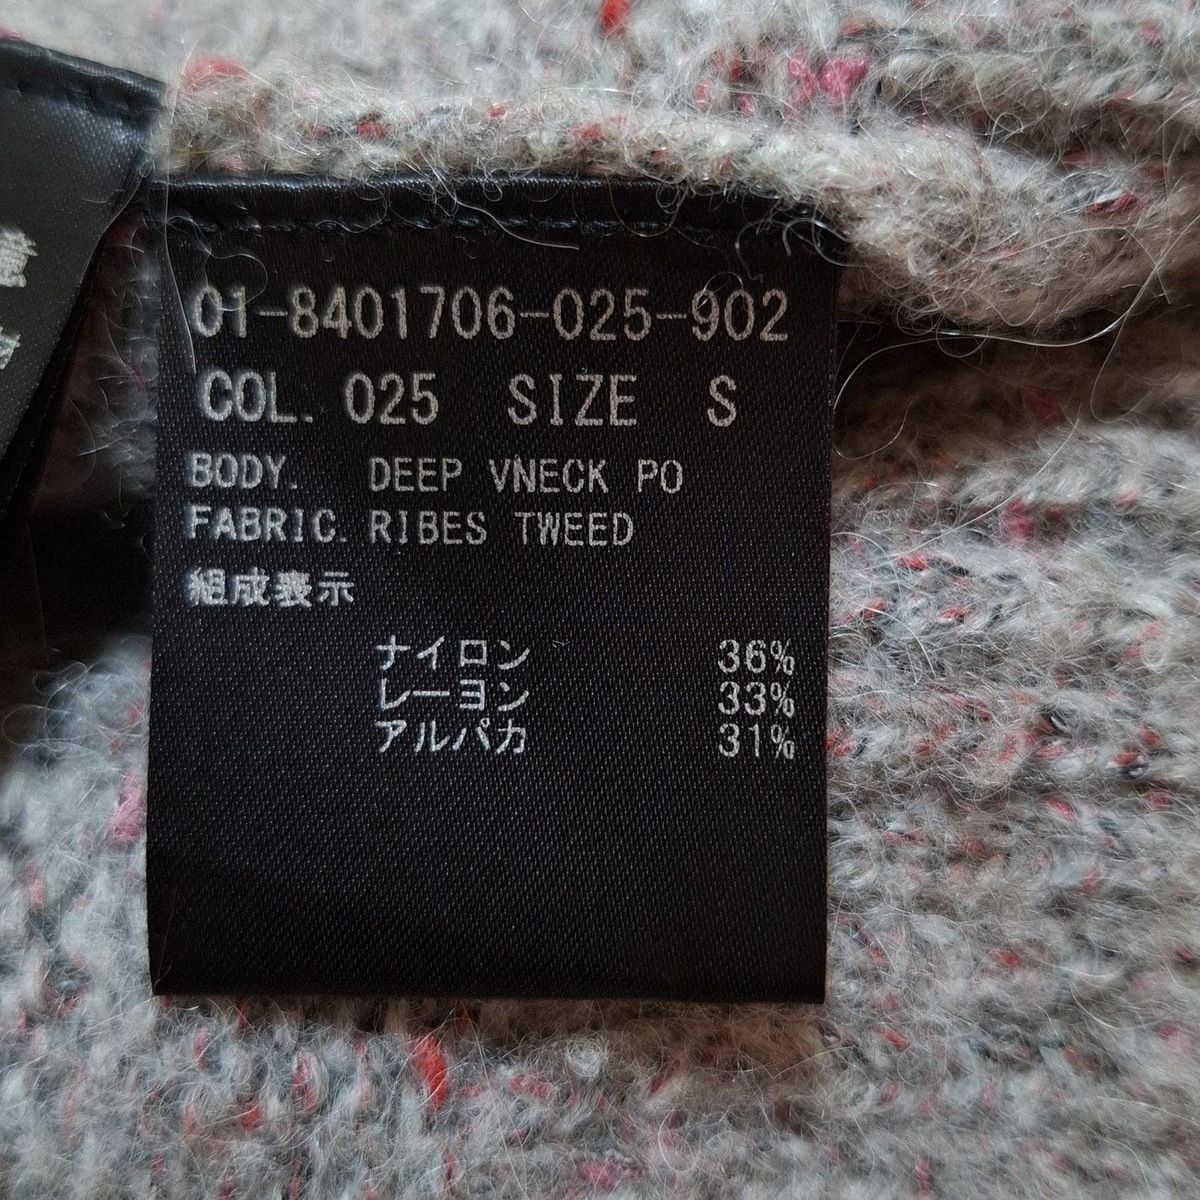 01-8401706-025-902
COL. 025 SIZE S
BODY. DEEP VNECK PO
FABRIC. RIBES TWEED
組成表示
ナイロン 36%
レーヨン 33%
アルパカ 31%